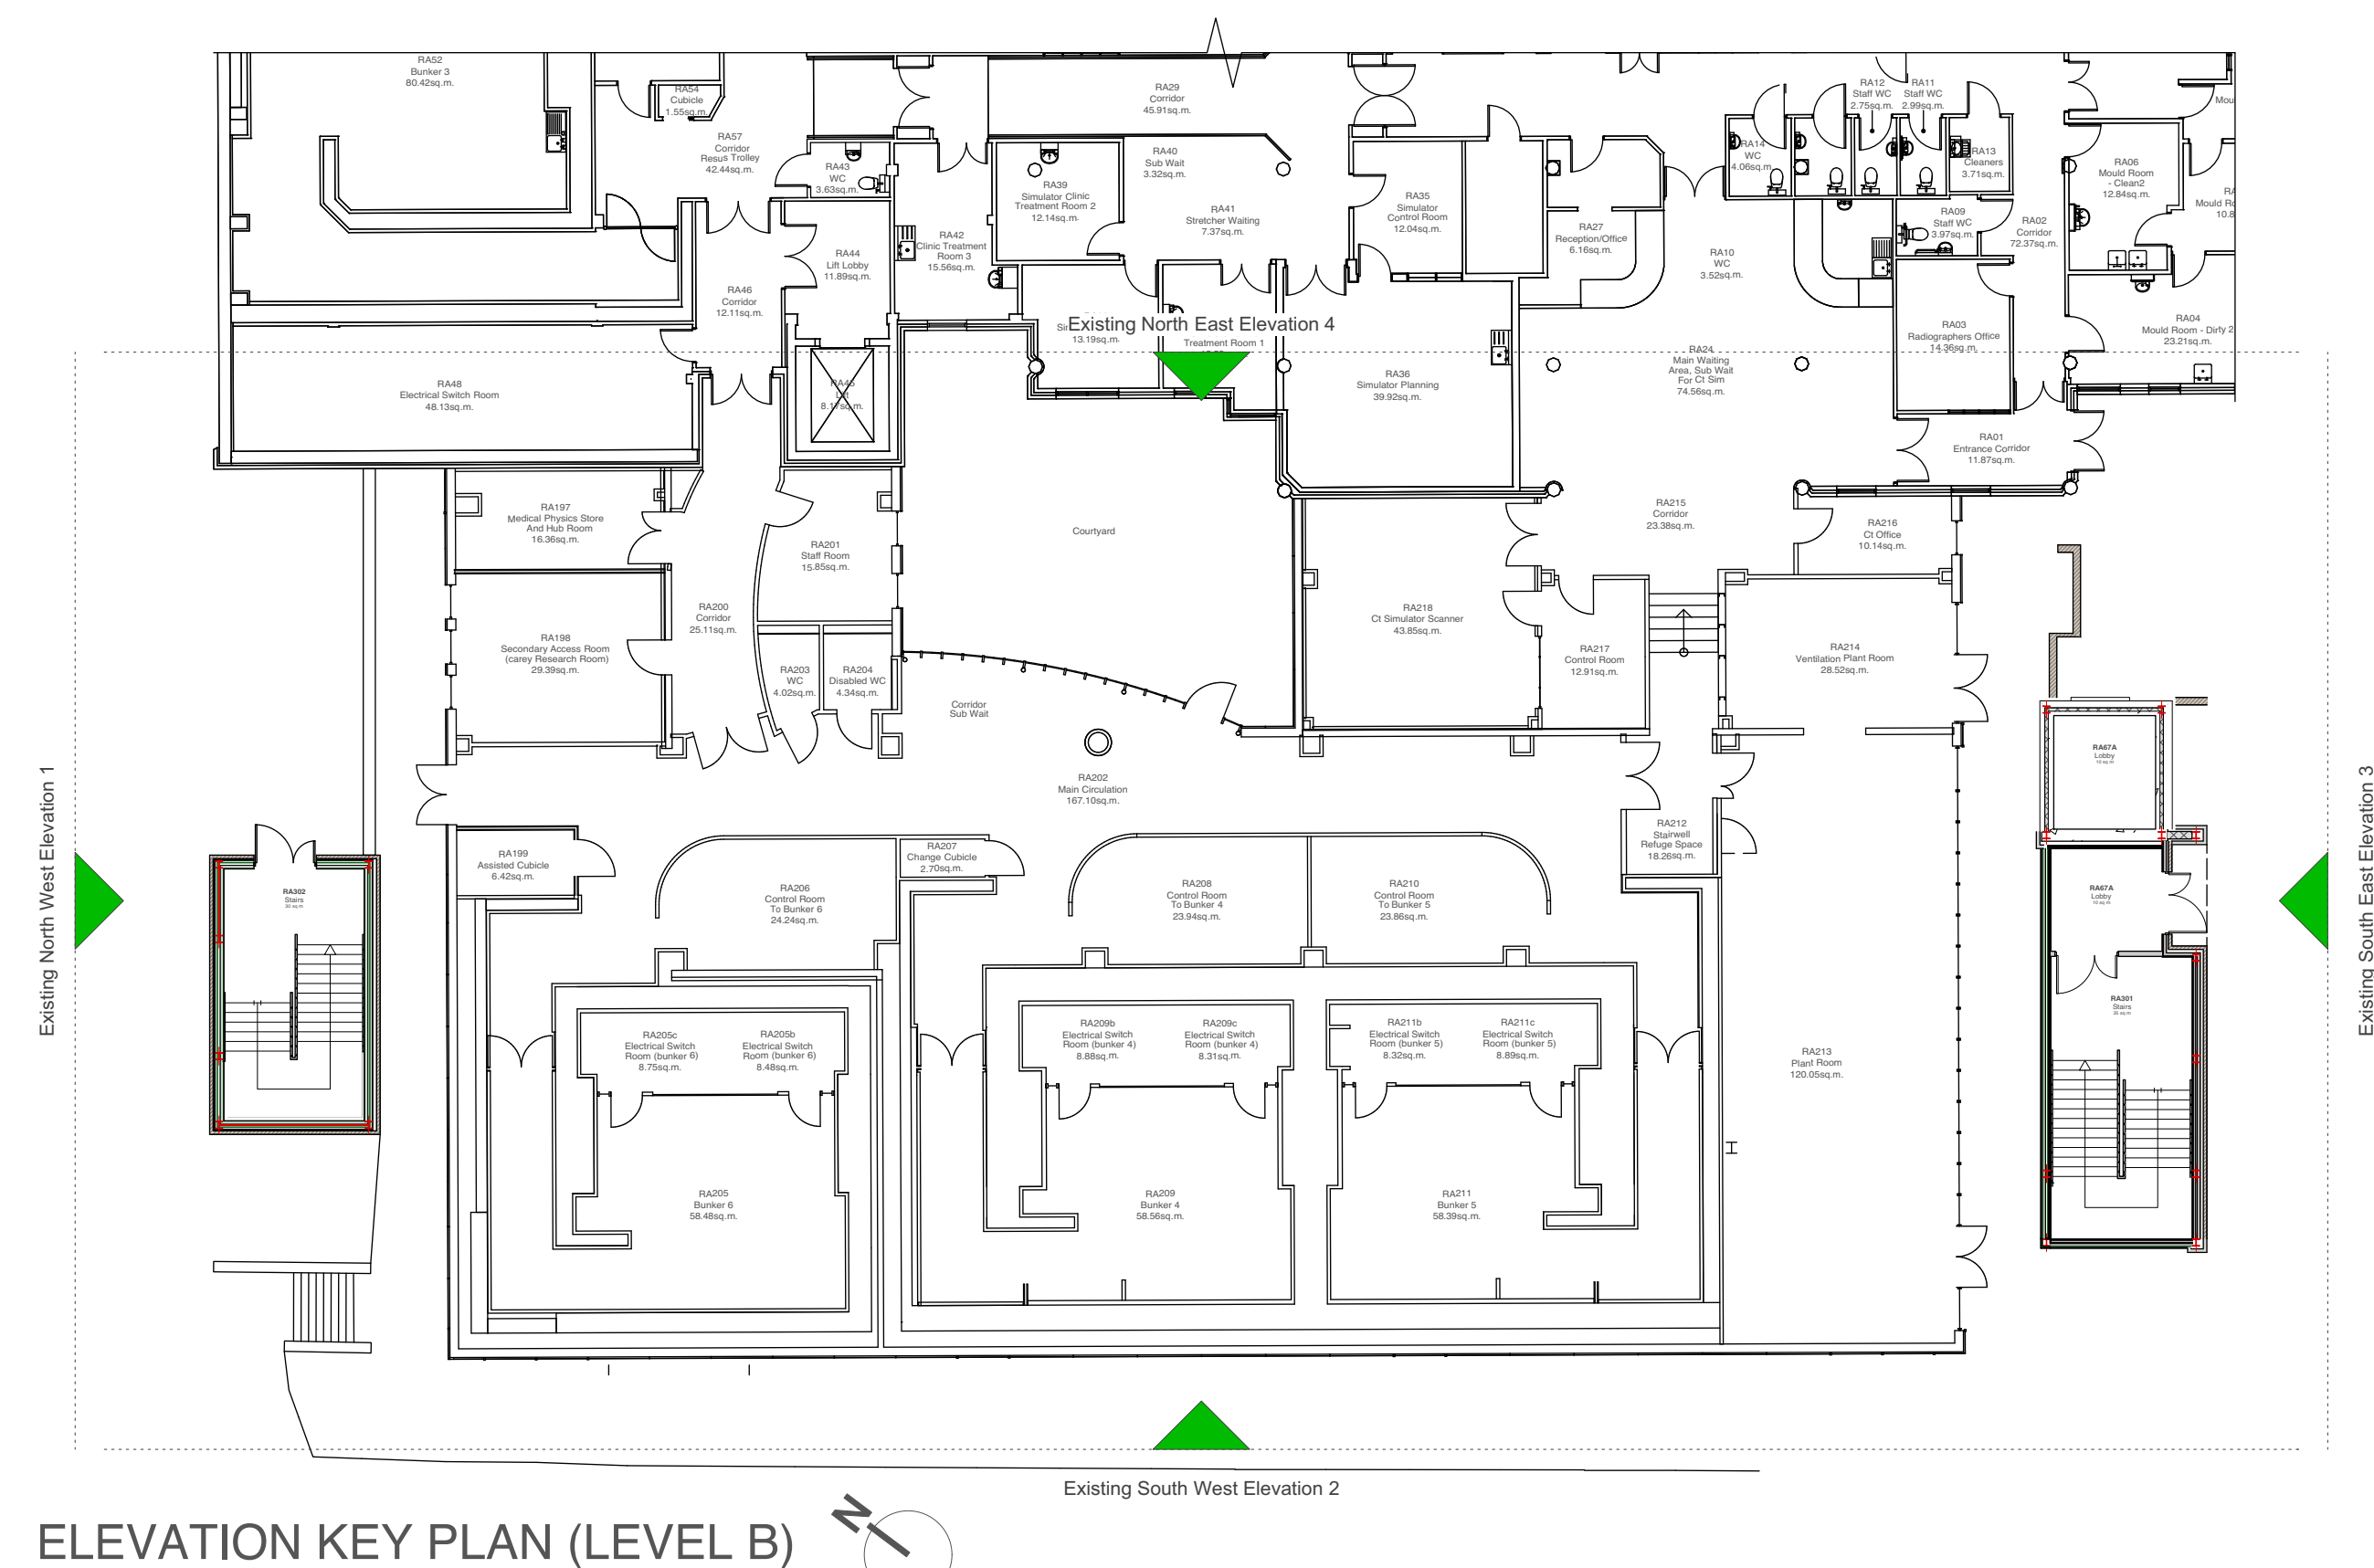 RA52
Bunker 3
80.42sq.m.
RA54
Cubicle
1.55sq.m.
RA57
Corridor
Resus Trolley
42.44sq.m.
RA43
WC
3.63sq.m.
RA29
Corridor
45.91sq.m.
RA40
Sub Wait
3.32sq.m.
RA39
Simulator Clinic
Treatment Room 2
12.14sq.m.
RA41
Stretcher Waiting
7.37sq.m.
RA35
Simulator
Control Room
12.04sq.m.
RA27
Reception/Office
6.16sq.m.
RA14
WC
4.06sq.m.
RA12
Staff WC
2.75sq.m.
RA11
Staff WC
2.99sq.m.
RA13
Cleaners
3.71sq.m.
RA09
Staff WC
3.97sq.m.
RA02
Corridor
72.37sq.m.
RA06
Mould Room
- Clean2
12.84sq.m.
RA10
WC
3.52sq.m.
RA42
Clinic Treatment
Room 3
15.56sq.m.
RA44
Lift Lobby
11.89sq.m.
RA46
Corridor
12.11sq.m.
RA04
Mould Room - Dirty 2
23.21sq.m.
RA03
Radiographers Office
14.36sq.m.
Existing North East Elevation 4
13.19sq.m.
Treatment Room 1
RA24
Main Waiting
Area, Sub Wait
For Ct Sim
74.56sq.m.
RA36
Simulator Planning
39.92sq.m.
RA48
Electrical Switch Room
48.13sq.m.
RA45
Lift
8.17sq.m.
RA01
Entrance Corridor
11.87sq.m.
RA197
Medical Physics Store
And Hub Room
16.36sq.m.
RA201
Staff Room
15.85sq.m.
Courtyard
RA215
Corridor
23.38sq.m.
RA216
Ct Office
10.14sq.m.
RA200
Corridor
25.11sq.m.
RA198
Secondary Access Room
(carey Research Room)
29.39sq.m.
RA203
WC
4.02sq.m.
RA204
Disabled WC
4.34sq.m.
RA218
Ct Simulator Scanner
43.85sq.m.
RA217
Control Room
12.91sq.m.
RA214
Ventilation Plant Room
28.52sq.m.
Corridor
Sub Wait
RA202
Main Circulation
167.10sq.m.
RA67A
Lobby
10 sq.m
RA199
Assisted Cubicle
6.42sq.m.
RA207
Change Cubicle
2.70sq.m.
RA212
Stairwell
Refuge Space
18.26sq.m.
RA206
Control Room
To Bunker 6
24.24sq.m.
RA208
Control Room
To Bunker 4
23.94sq.m.
RA210
Control Room
To Bunker 5
23.86sq.m.
RA302
Stairs
RA67A
Lobby
10 sq.m
RA301
Stairs
Existing North West Elevation 1
Existing South East Elevation 3
RA205c
Electrical Switch
Room (bunker 6)
8.75sq.m.
RA205b
Electrical Switch
Room (bunker 6)
8.48sq.m.
RA209b
Electrical Switch
Room (bunker 4)
8.88sq.m.
RA209c
Electrical Switch
Room (bunker 4)
8.31sq.m.
RA211b
Electrical Switch
Room (bunker 5)
8.32sq.m.
RA211c
Electrical Switch
Room (bunker 5)
8.89sq.m.
RA213
Plant Room
120.05sq.m.
RA205
Bunker 6
58.48sq.m.
RA209
Bunker 4
58.56sq.m.
RA211
Bunker 5
58.39sq.m.
Existing South West Elevation 2
N
ELEVATION KEY PLAN (LEVEL B)